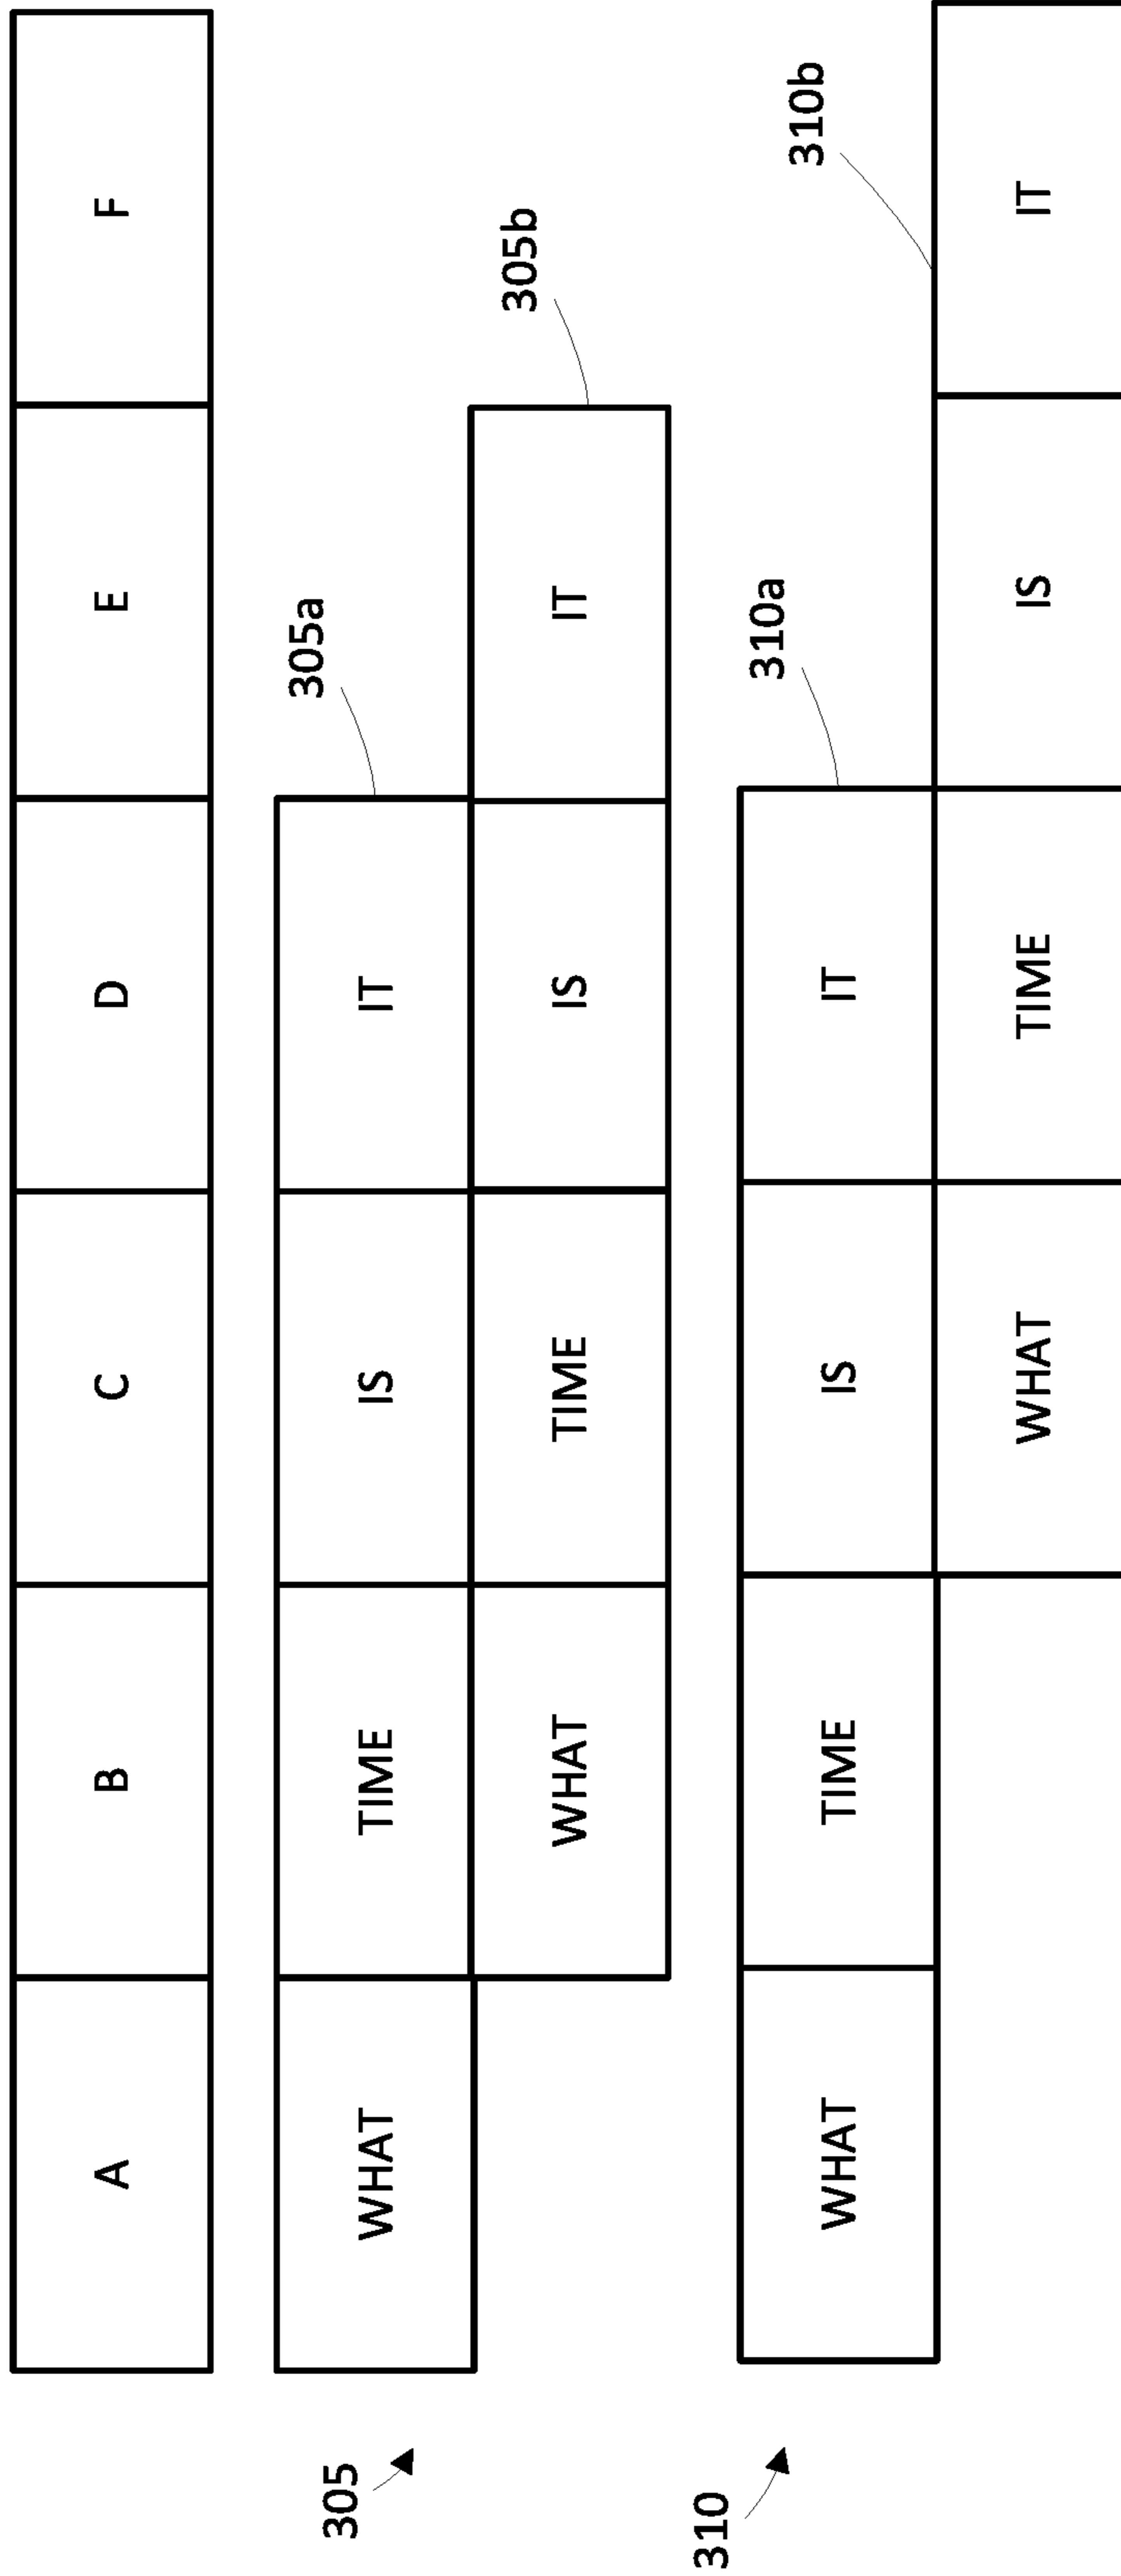 A B C D E F
305a
305
WHAT TIME IS IT
305b
WHAT TIME IS IT
310a
310
WHAT TIME IS IT
310b
WHAT TIME IS IT